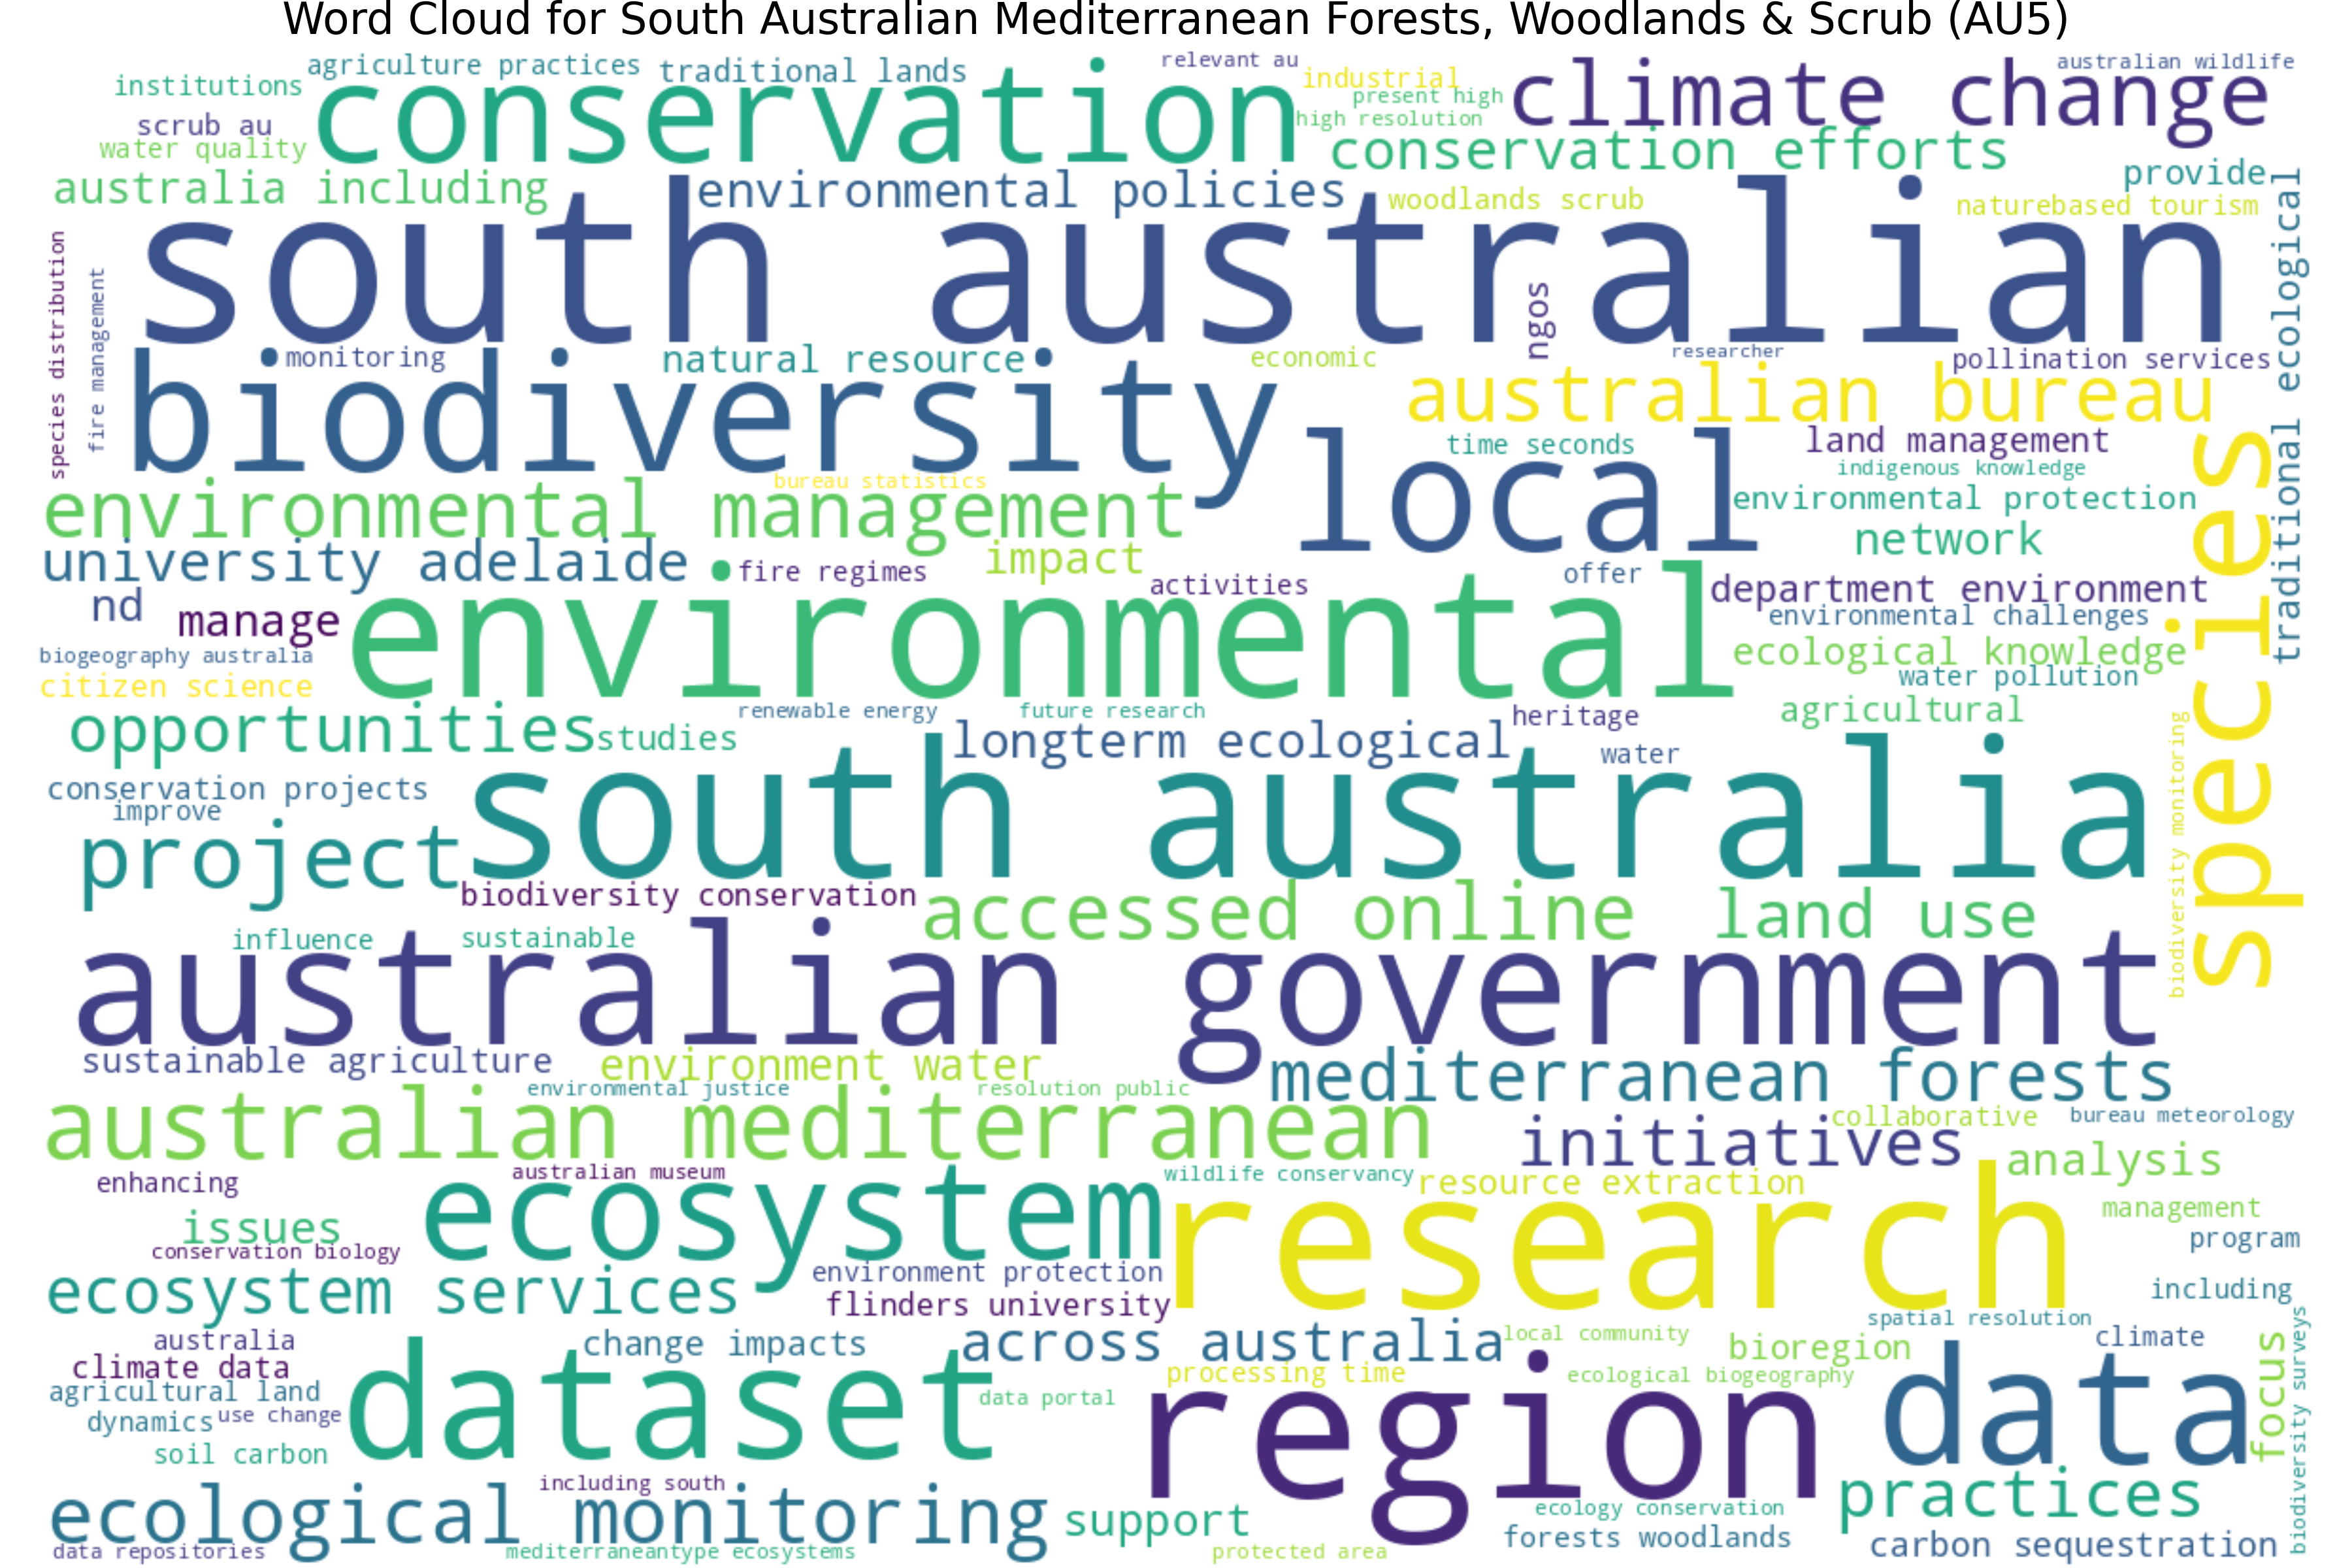 Word Cloud for South Australian Mediterranean Forests, Woodlands & Scrub (AU5)
institutions
agriculture practices
traditional lands
relevant au
industrial
australian wildlife
conservation
present high
climate change
scrub au
high resolution
water quality
conservation efforts
australia including
environmental policies
woodlands scrub
provide
naturebased tourism
south australian
species distribution
fire management
ngos
traditional ecological
monitoring
natural resource
economic
researcher
pollination services
biodiversity
australian bureau
local
time seconds
land management
bureau statistics
indigenous knowledge
environmental management
environmental protection
species
university adelaide
network
fire regimes
impact
activities
offer
department environment
nd
manage
environmental
environmental challenges
biogeography australia
ecological knowledge
citizen science
water pollution
opportunities
studies
renewable energy
future research
heritage
agricultural
longterm ecological
water
biodiversity monitoring
conservation projects
improve
south australia
project
biodiversity conservation
accessed online
land use
influence
sustainable
australian government
sustainable agriculture
environment water
mediterranean forests
environmental justice
resolution public
australian mediterranean
initiatives
collaborative
bureau meteorology
enhancing
australian museum
wildlife conservancy
resource extraction
analysis
ecosystem
research
issues
management
conservation biology
program
ecosystem services
environment protection
flinders university
including
spatial resolution
australia
change impacts
across australia
local community
bioregion
climate
climate data
processing time
ecological biogeography
data
agricultural land
dataset
data portal
region
focus
biodiversity surveys
dynamics
use change
soil carbon
including south
ecological monitoring
support
ecology conservation
practices
forests woodlands
carbon sequestration
data repositories
mediterraneantype ecosystems
protected area